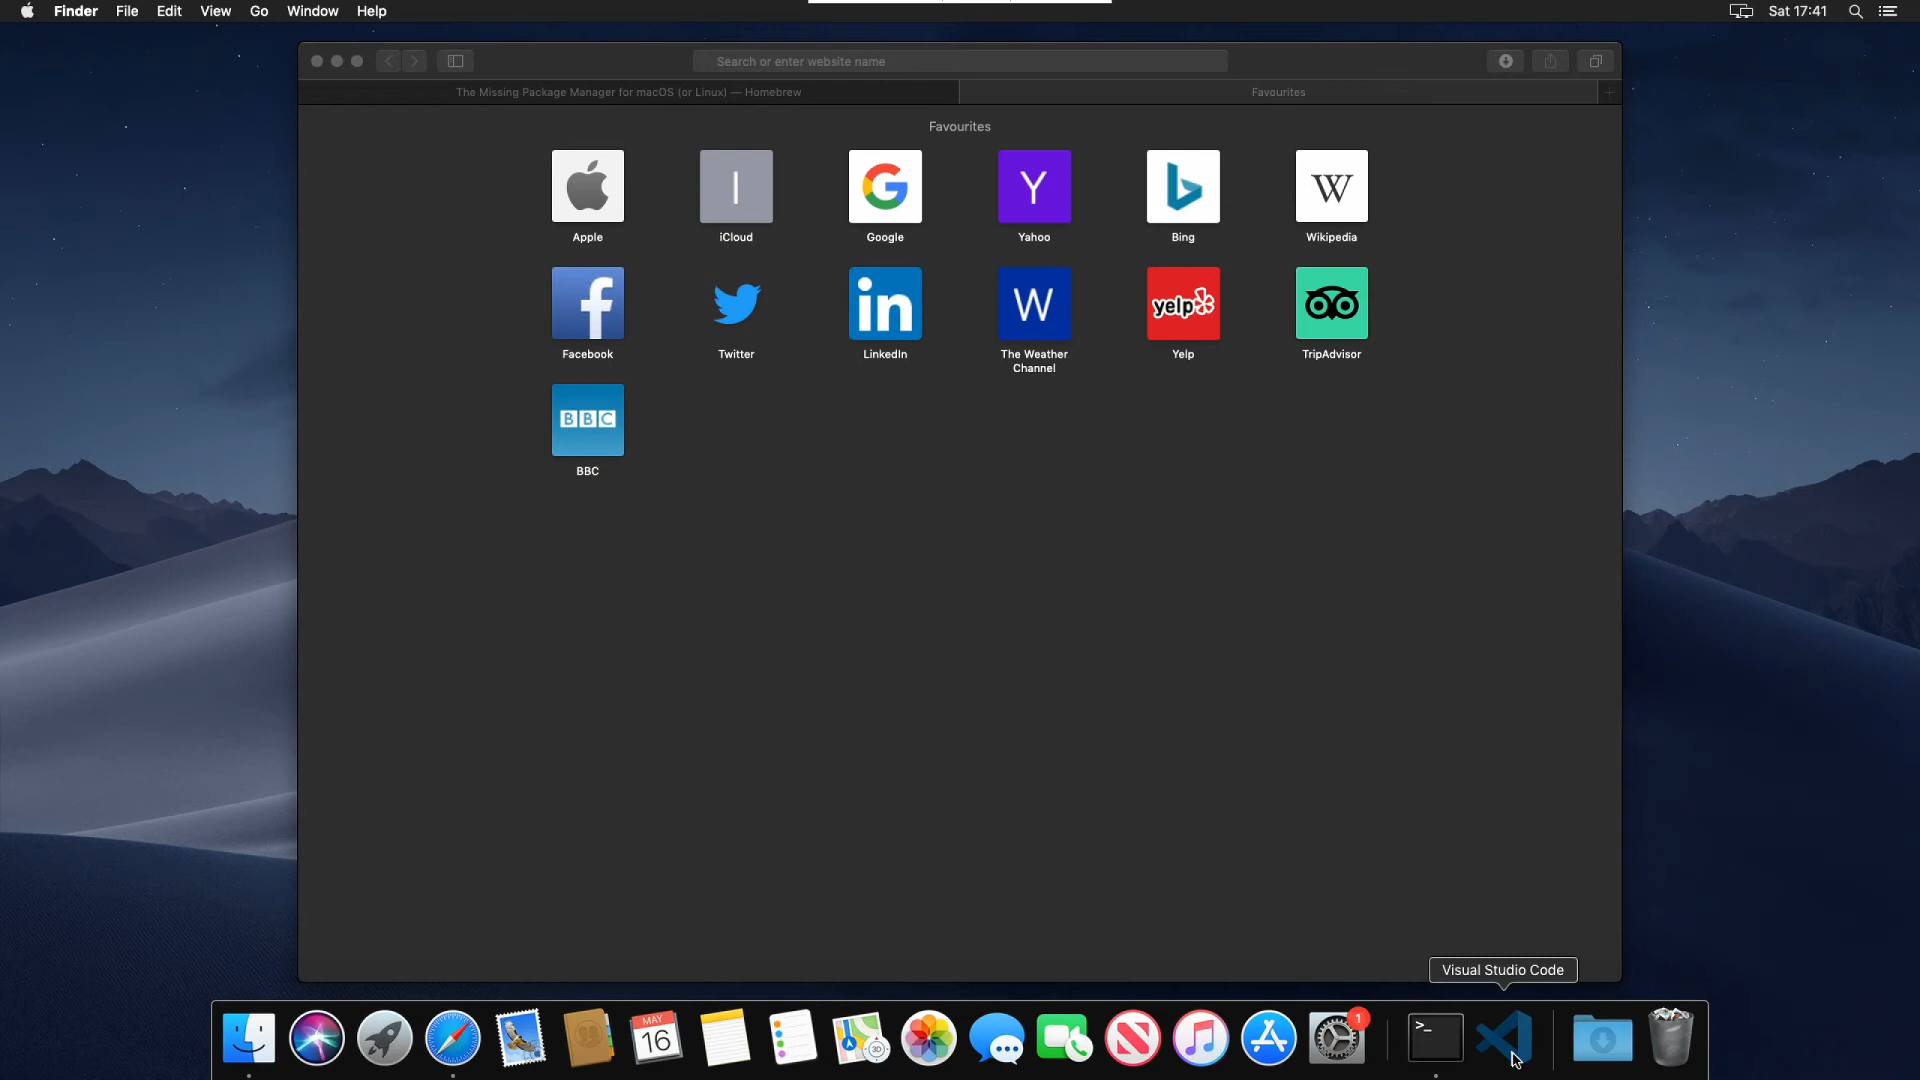 Finder File Edit View Go Window Help
Sat 17:41
Search or enter website name
The Missing Package Manager for macOS (or Linux) — Homebrew
Favourites
Favourites
I
Y
W
Apple
iCloud
Google
Yahoo
Bing
Wikipedia
f
in
W
yelp
Facebook
Twitter
LinkedIn
The Weather
Channel
Yelp
TripAdvisor
BBC
BBC
Visual Studio Code
MAY
16
3D
1
>_